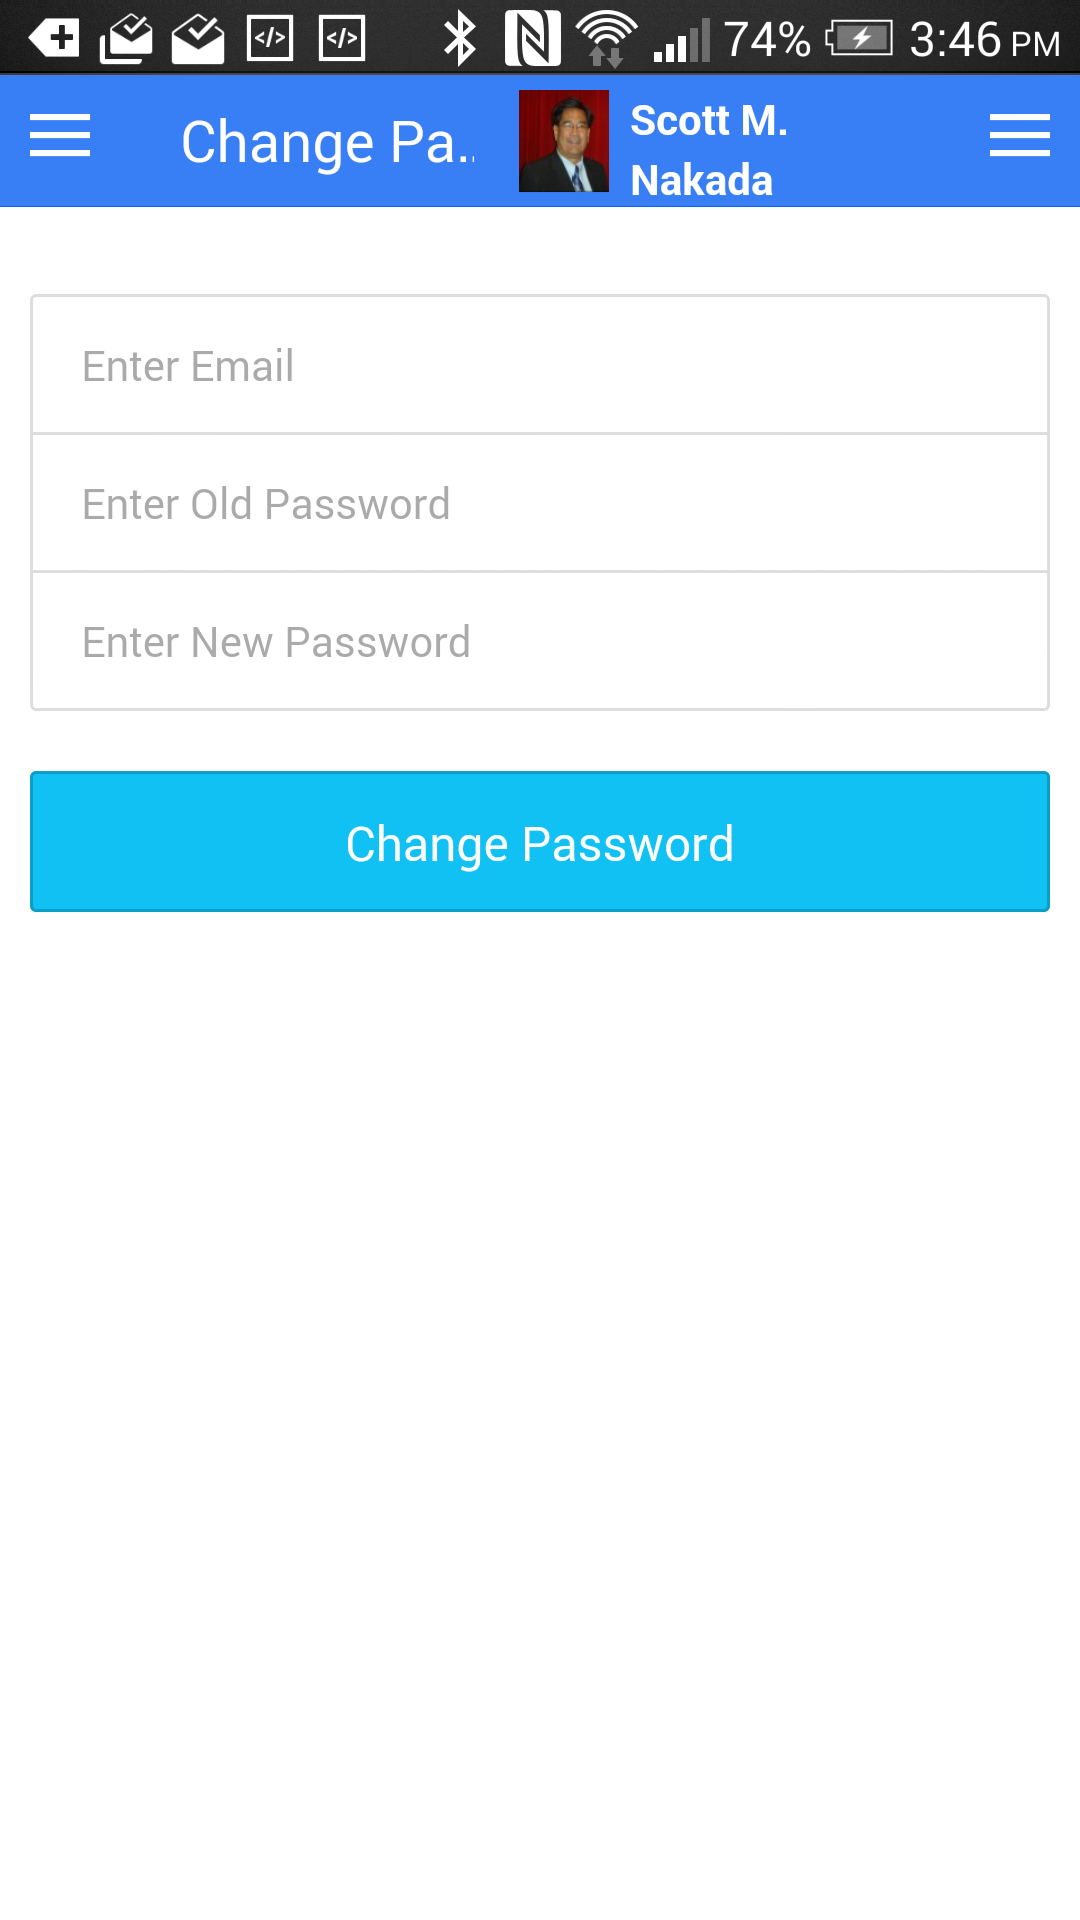 </> </> 74% 3:46 PM
Change Pa..
Scott M.
Nakada
Enter Email
Enter Old Password
Enter New Password
Change Password